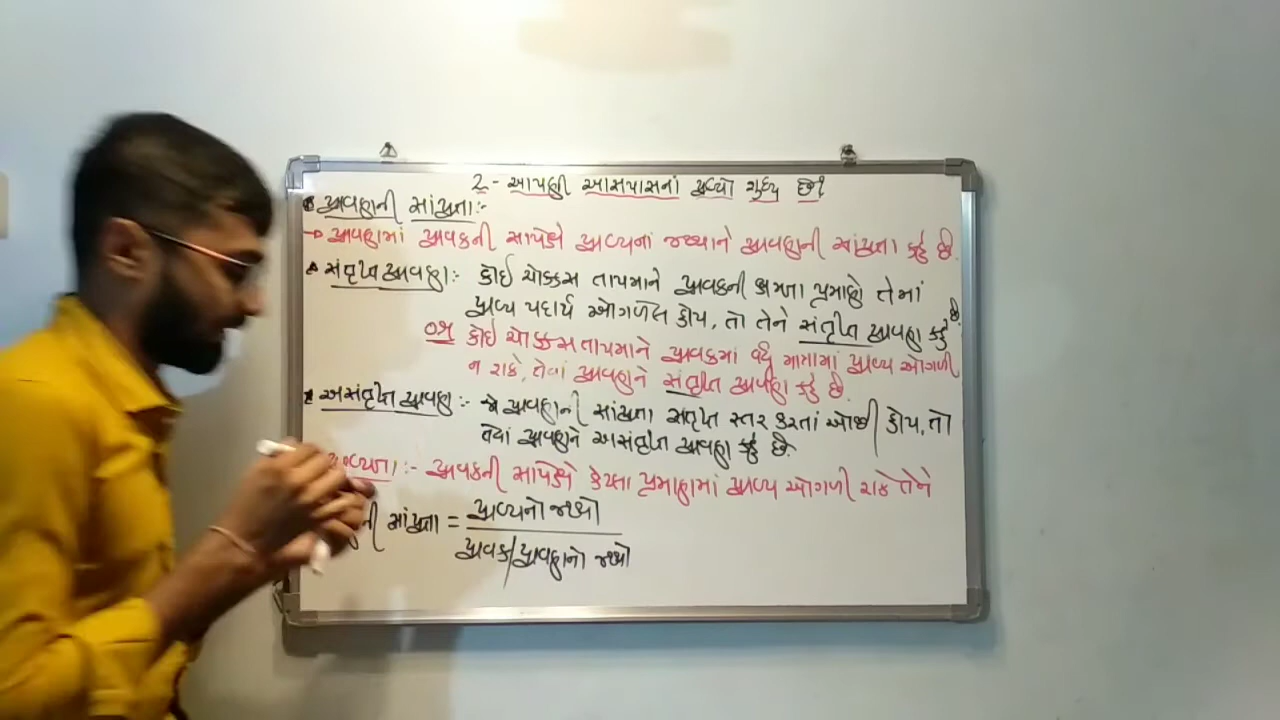 2 - આપણી આસપાસનાં દ્રવ્યો શુદ્ધ છે?
દ્રાવણની સાંદ્રતા :-
→ દ્રાવણમાં દ્રાવકની સાપેક્ષે દ્રાવ્યનાં જથ્થાને દ્રાવણની સાંદ્રતા કહે છે.
સંતૃપ્ત દ્રાવણ :- કોઈ ચોક્કસ તાપમાને દ્રાવકની ક્ષમતા પ્રમાણે તેમાં
દ્રાવ્ય પદાર્થ ઓગળેલ હોય, તો તેને સંતૃપ્ત દ્રાવણ કહે છે.
કોઈ ચોક્કસ તાપમાને દ્રાવકમાં વધુ માત્રામાં દ્રાવ્ય ઓગળી
ન શકે, તેવાં દ્રાવણને સંતૃપ્ત દ્રાવણ કહે છે.
અસંતૃપ્ત દ્રાવણ :- જો દ્રાવણની સાંદ્રતા સંતૃપ્ત સ્તર કરતાં ઓછી હોય, તો
તેવાં દ્રાવણને અસંતૃપ્ત દ્રાવણ કહે છે.
:- દ્રાવકની સાપેક્ષે કેટલા પ્રમાણમાં દ્રાવ્ય ઓગળી શકે તેને
સાંદ્રતા = દ્રાવ્યનો જથ્થો
દ્રાવક/દ્રાવણનો જથ્થો